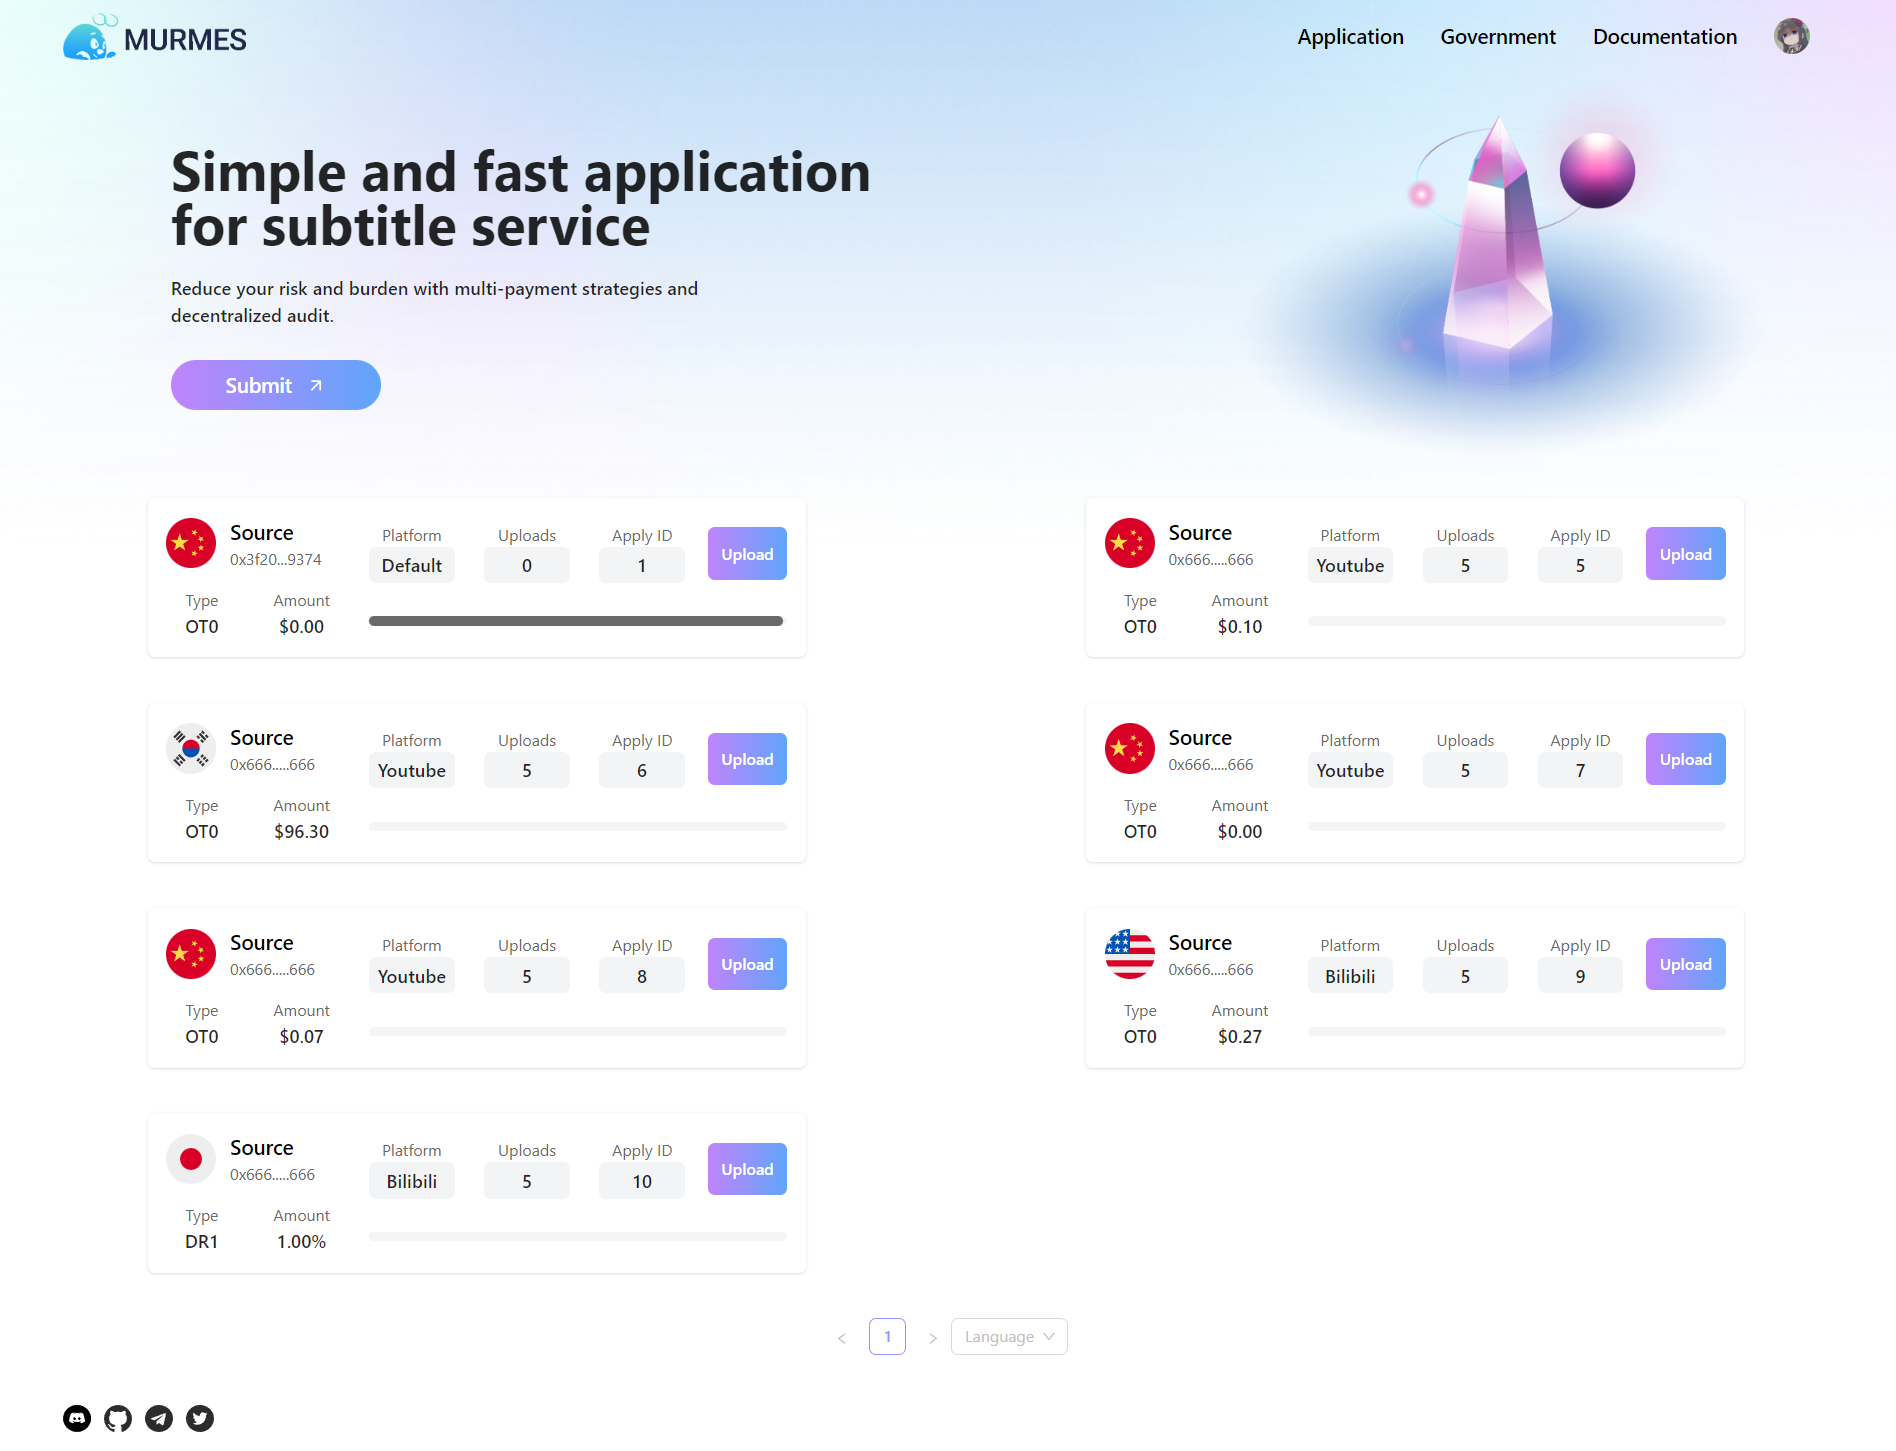 MURMES
Application
Government
Documentation
Simple and fast application
for subtitle service
Reduce your risk and burden with multi-payment strategies and
decentralized audit.
Submit
Source
0x3f20...9374
Platform
Default
Uploads
0
Apply ID
1
Upload
Type
OT0
Amount
$0.00
Source
0x666.....666
Platform
Youtube
Uploads
5
Apply ID
5
Upload
Type
OT0
Amount
$0.10
Source
0x666.....666
Platform
Youtube
Uploads
5
Apply ID
6
Upload
Type
OT0
Amount
$96.30
Source
0x666.....666
Platform
Youtube
Uploads
5
Apply ID
7
Upload
Type
OT0
Amount
$0.00
Source
0x666.....666
Platform
Youtube
Uploads
5
Apply ID
8
Upload
Type
OT0
Amount
$0.07
Source
0x666.....666
Platform
Bilibili
Uploads
5
Apply ID
9
Upload
Type
OT0
Amount
$0.27
Source
0x666.....666
Platform
Bilibili
Uploads
5
Apply ID
10
Upload
Type
DR1
Amount
1.00%
< 1 > Language